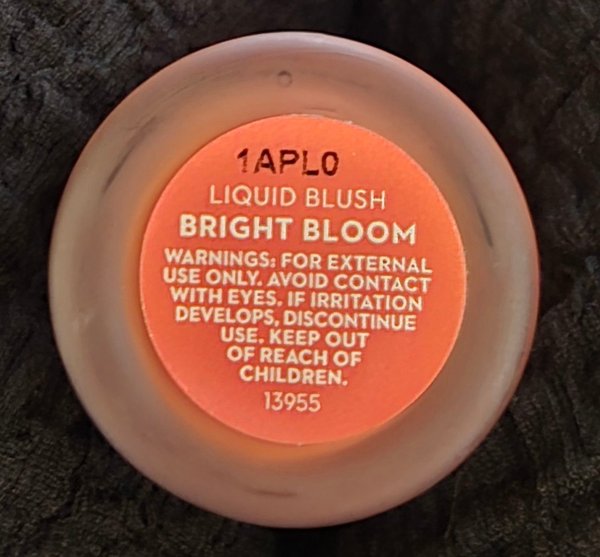 1APL0
LIQUID BLUSH
BRIGHT BLOOM
WARNINGS: FOR EXTERNAL
USE ONLY. AVOID CONTACT
WITH EYES. IF IRRITATION
DEVELOPS, DISCONTINUE
USE. KEEP OUT
OF REACH OF
CHILDREN.
13955